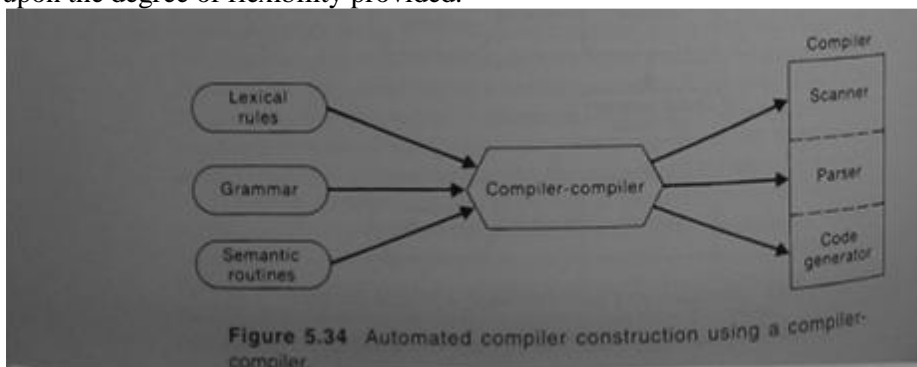 upon the degree of flexibility provided.
Compiler
Lexical
rules
Scanner
Grammar
Compiler-compiler
Parser
Semantic
routines
Code
generator
Figure 5.34 Automated compiler construction using a compiler-
compiler.